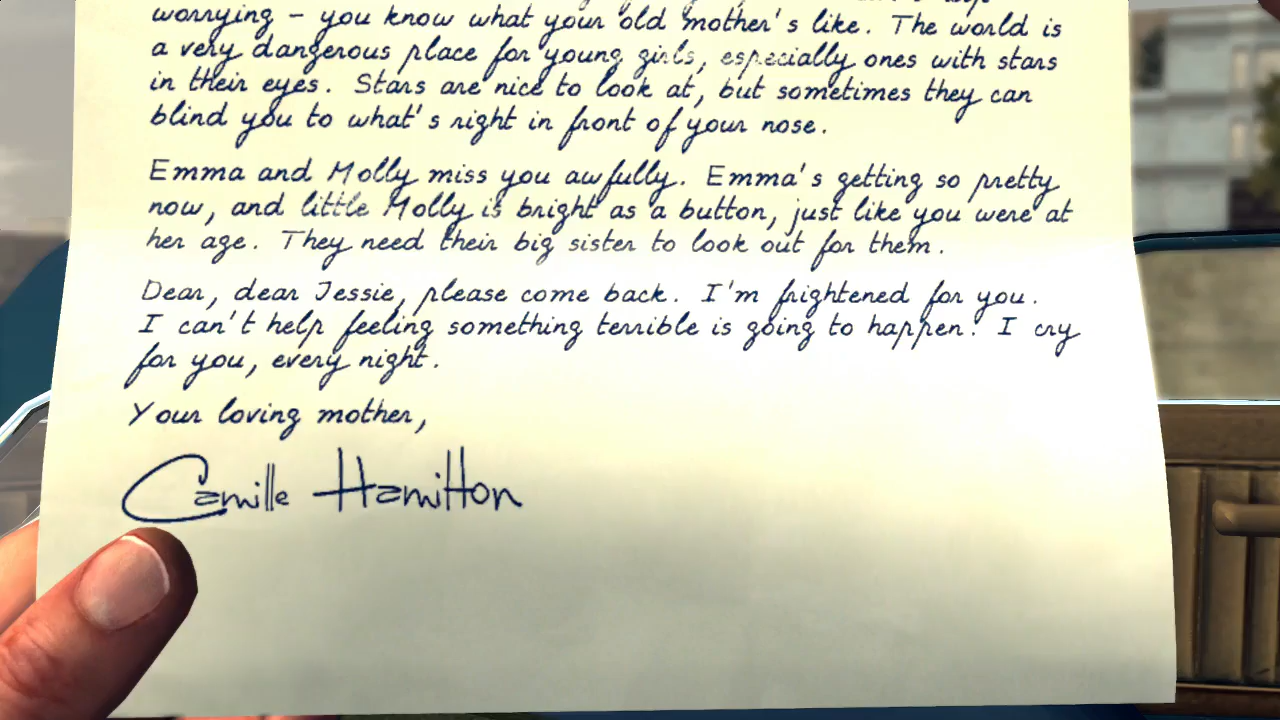 worrying – you know what your old mother's like. The world is
a very dangerous place for young girls, especially ones with stars
in their eyes. Stars are nice to look at, but sometimes they can
blind you to what's right in front of your nose.
Emma and Molly miss you awfully. Emma's getting so pretty
now, and little Molly is bright as a button, just like you were at
her age. They need their big sister to look out for them.
Dear, dear Jessie, please come back. I'm frightened for you.
I can't help feeling something terrible is going to happen. I cry
for you, every night.
Your loving mother,
Camille Hamilton